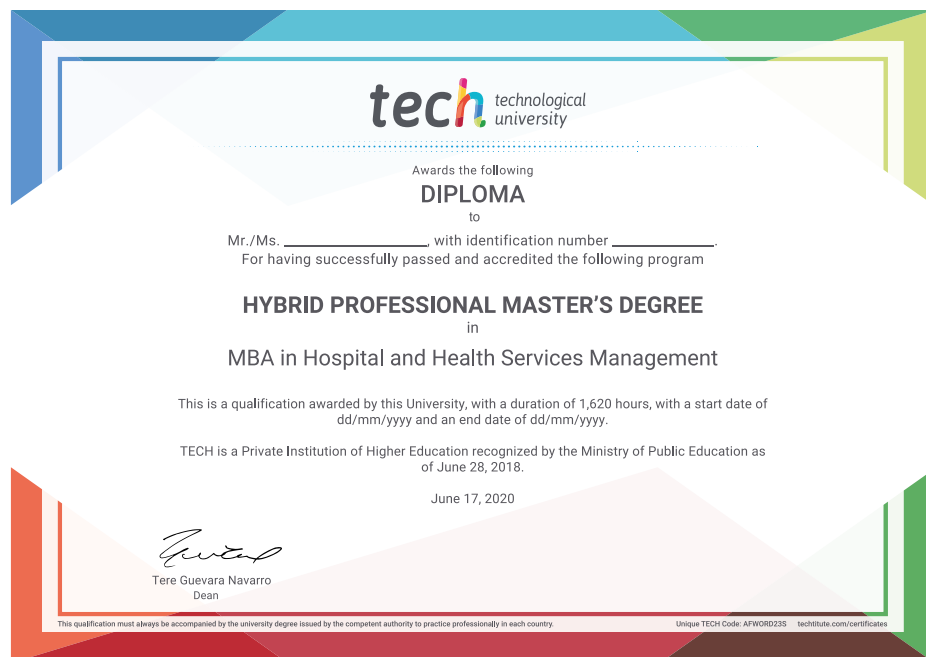 tech technological
university
Awards the following
DIPLOMA
to
Mr./Ms. ____________________, with identification number ______________.
For having successfully passed and accredited the following program
HYBRID PROFESSIONAL MASTER'S DEGREE
in
MBA in Hospital and Health Services Management
This is a qualification awarded by this University, with a duration of 1,620 hours, with a start date of
dd/mm/yyyy and an end date of dd/mm/yyyy.
TECH is a Private Institution of Higher Education recognized by the Ministry of Public Education as
of June 28, 2018.
June 17, 2020
Tere Guevara Navarro
Dean
This qualification must always be accompanied by the university degree issued by the competent authority to practice professionally in each country.
Unique TECH Code: AFWORD23S techtitute.com/certificates